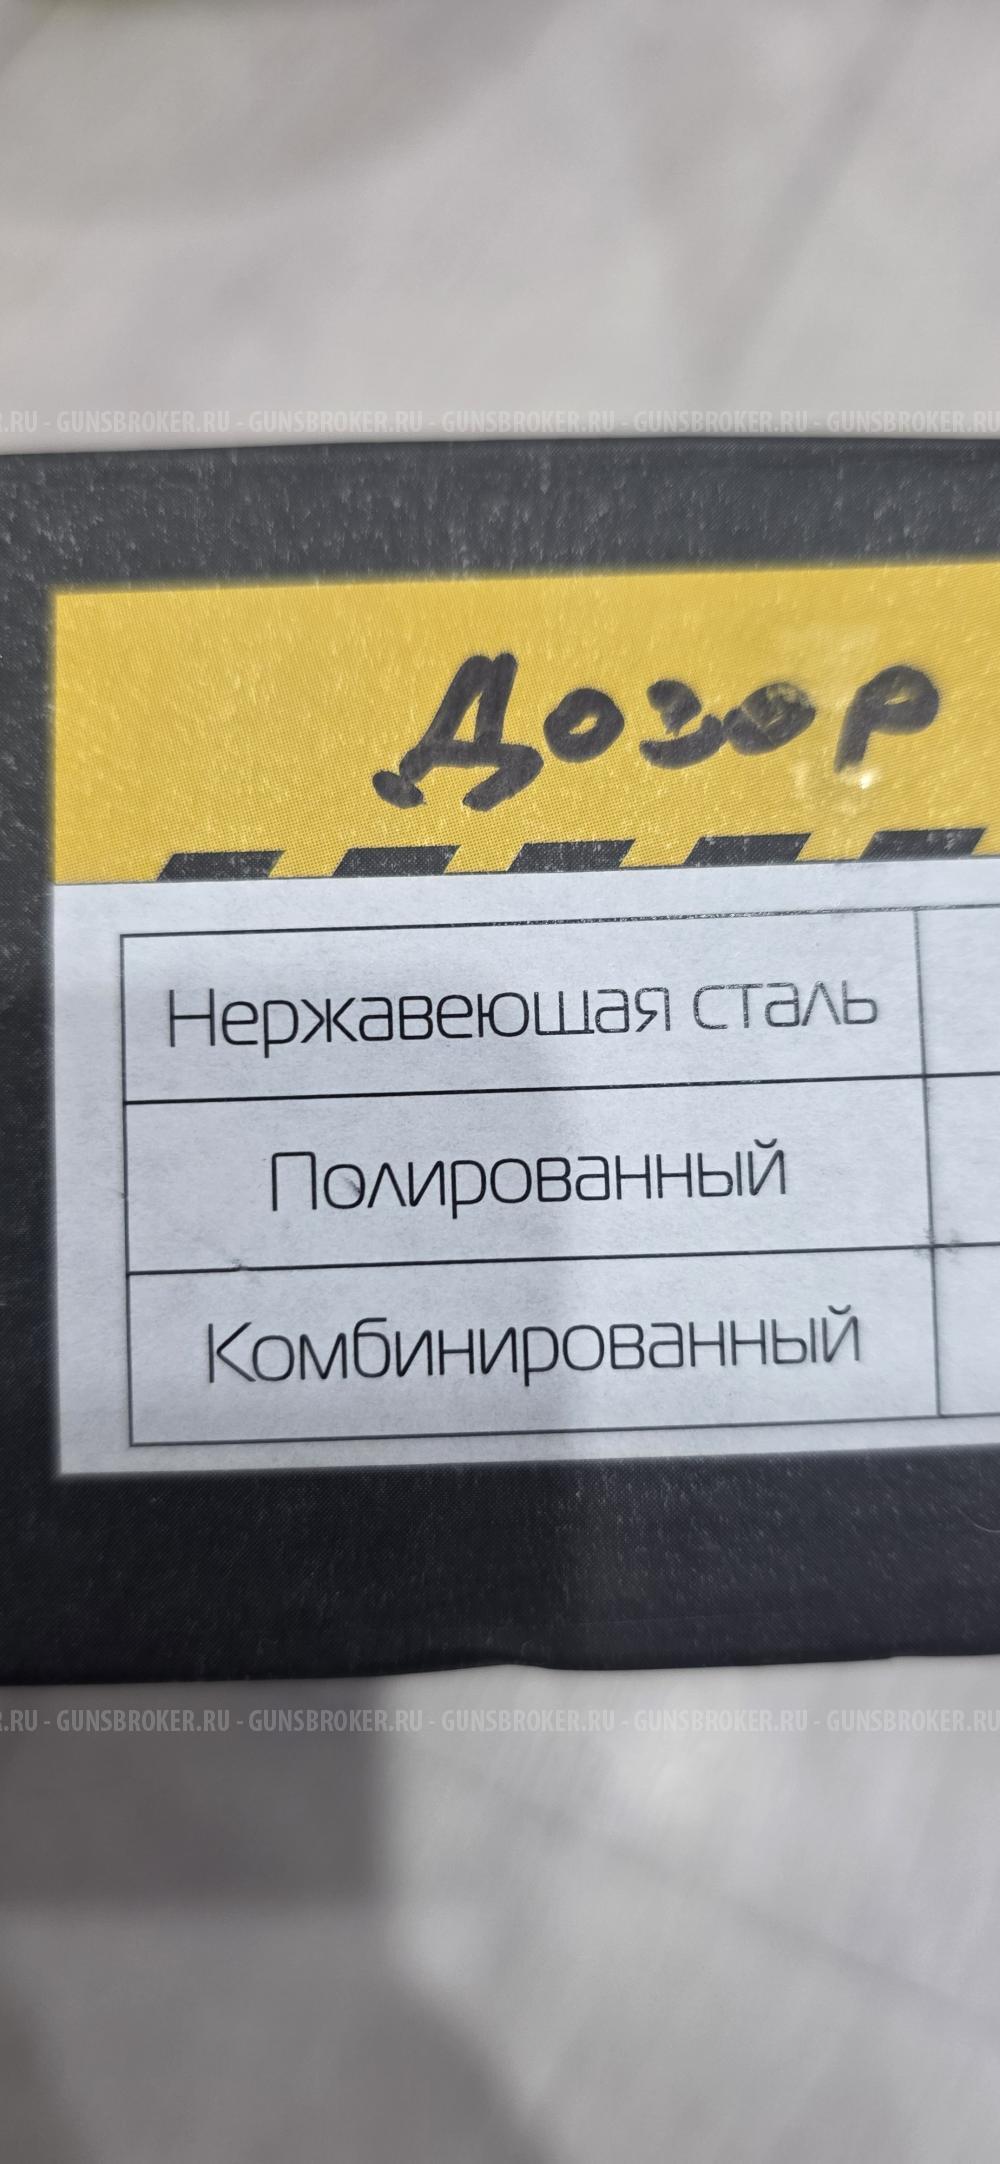 R.RU - GUNSBROKER.RU - GUNSBROKER.RU - GUNSBROKER.RU - GUNSBROKER.RU - GUNSBROKER.RU
Дозор
Нержавеющая сталь
Полированный
Комбинированный
R.RU - GUNSBROKER.RU - GUNSBROKER.RU - GUNSBROKER.RU - GUNSBROKER.RU - GUNSBROKER.RU